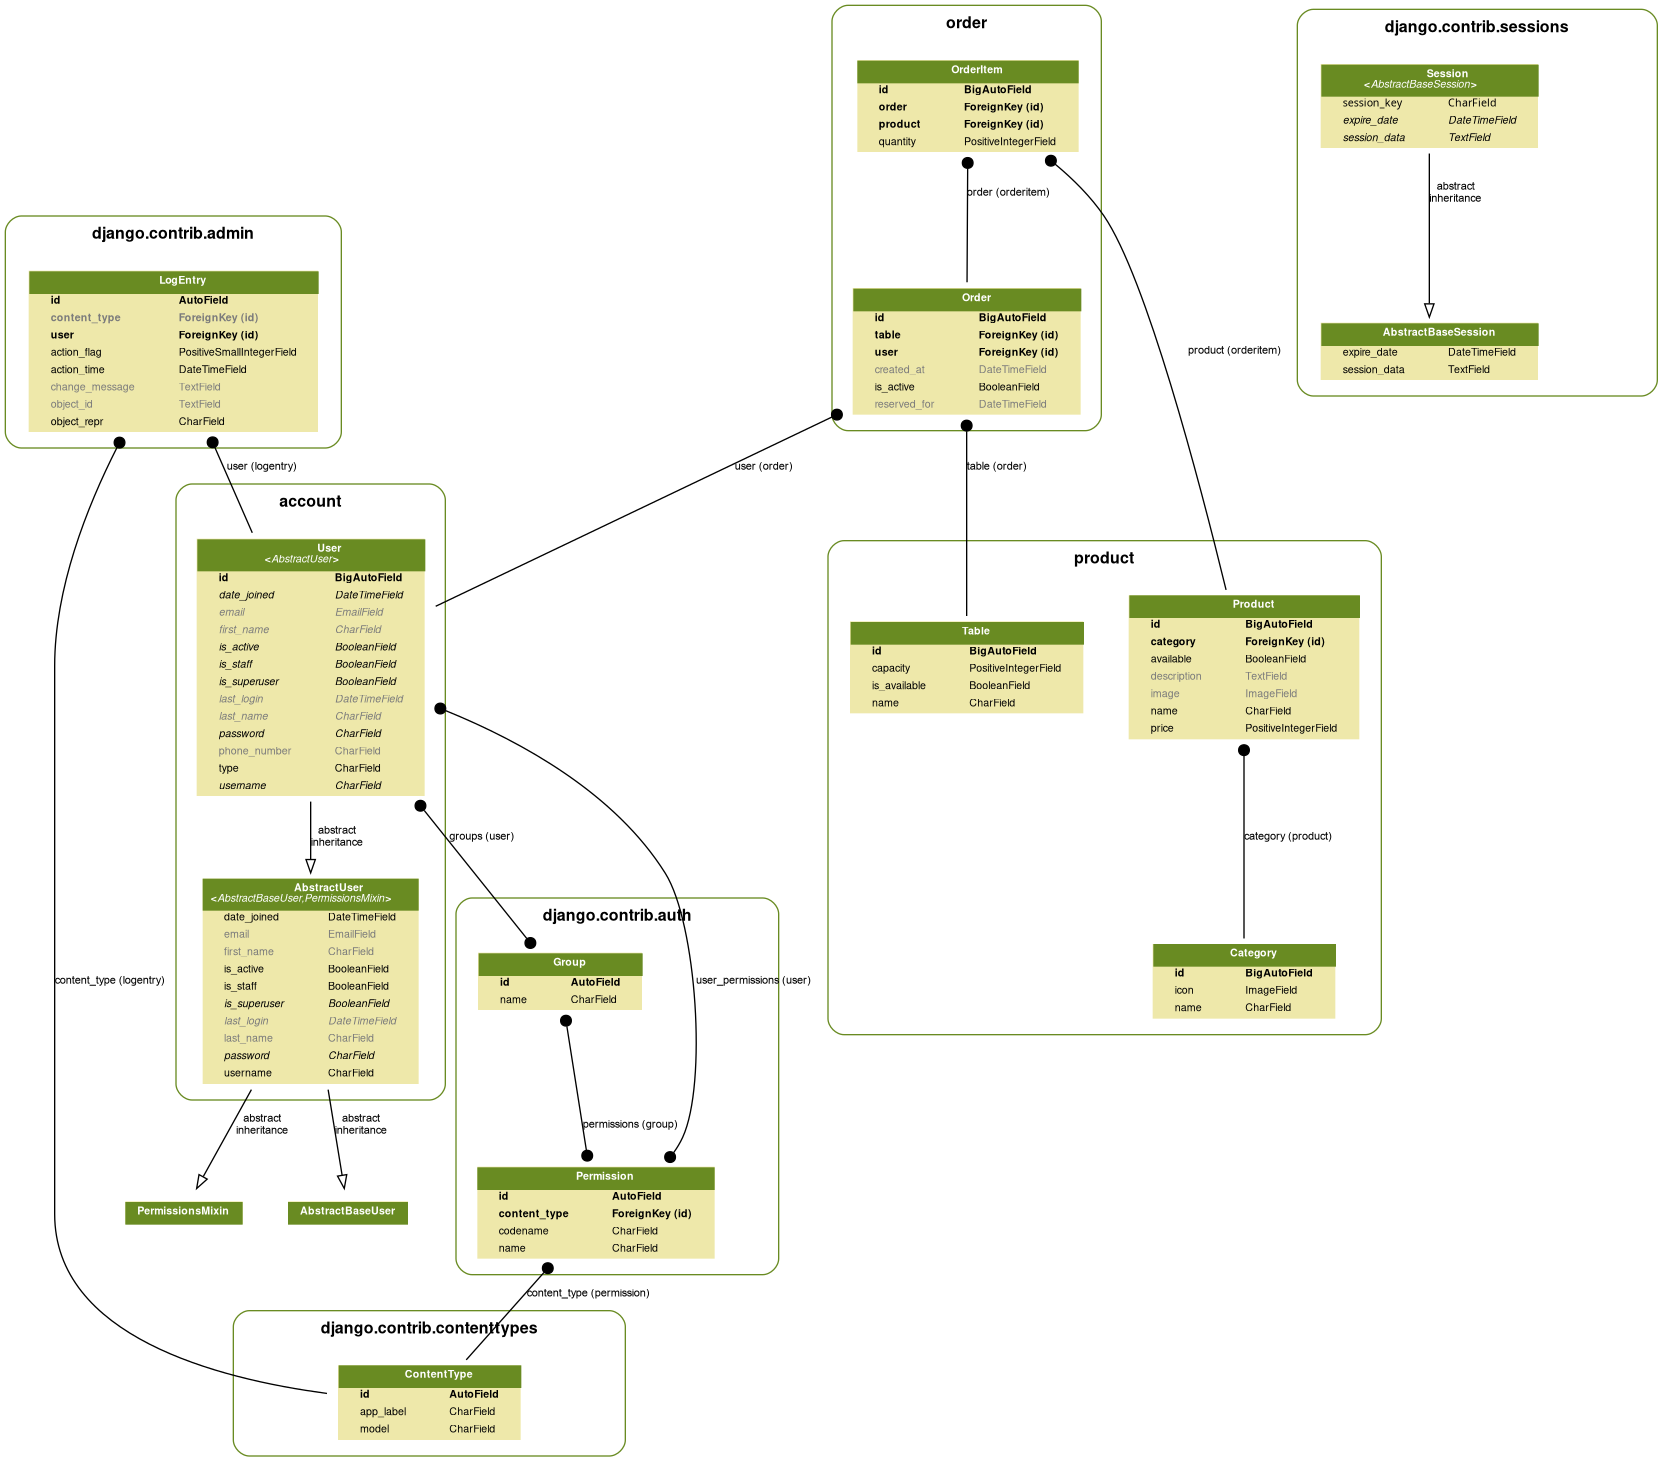 order
OrderItem
id BigAutoField
order ForeignKey (id)
product ForeignKey (id)
quantity PositiveIntegerField
order (orderitem)
Order
id BigAutoField
table ForeignKey (id)
user ForeignKey (id)
created_at DateTimeField
is_active BooleanField
reserved_for DateTimeField
product (orderitem)
django.contrib.sessions
Session
<AbstractBaseSession>
session_key CharField
expire_date DateTimeField
session_data TextField
abstract
inheritance
AbstractBaseSession
expire_date DateTimeField
session_data TextField
django.contrib.admin
LogEntry
id AutoField
content_type ForeignKey (id)
user ForeignKey (id)
action_flag PositiveSmallIntegerField
action_time DateTimeField
change_message TextField
object_id TextField
object_repr CharField
user (logentry)
user (order)
table (order)
account
User
<AbstractUser>
id BigAutoField
date_joined DateTimeField
email EmailField
first_name CharField
is_active BooleanField
is_staff BooleanField
is_superuser BooleanField
last_login DateTimeField
last_name CharField
password CharField
phone_number CharField
type CharField
username CharField
abstract
inheritance
groups (user)
AbstractUser
<AbstractBaseUser,PermissionsMixin>
date_joined DateTimeField
email EmailField
first_name CharField
is_active BooleanField
is_staff BooleanField
is_superuser BooleanField
last_login DateTimeField
last_name CharField
password CharField
username CharField
content_type (logentry)
abstract
inheritance
abstract
inheritance
PermissionsMixin
AbstractBaseUser
product
Table
id BigAutoField
capacity PositiveIntegerField
is_available BooleanField
name CharField
Product
id BigAutoField
category ForeignKey (id)
available BooleanField
description TextField
image ImageField
name CharField
price PositiveIntegerField
category (product)
Category
id BigAutoField
icon ImageField
name CharField
django.contrib.auth
Group
id AutoField
name CharField
user_permissions (user)
permissions (group)
Permission
id AutoField
content_type ForeignKey (id)
codename CharField
name CharField
content_type (permission)
django.contrib.contenttypes
ContentType
id AutoField
app_label CharField
model CharField